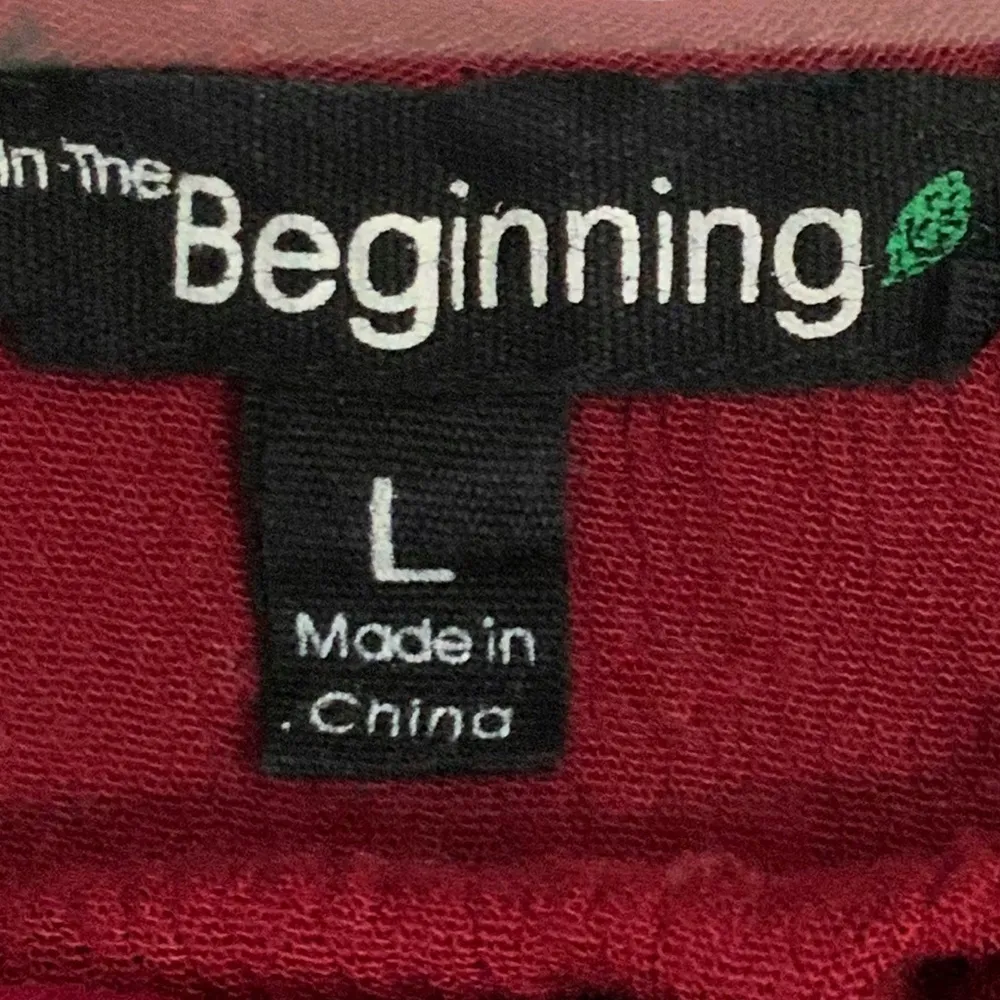 In The
Beginning
L
Made in
China